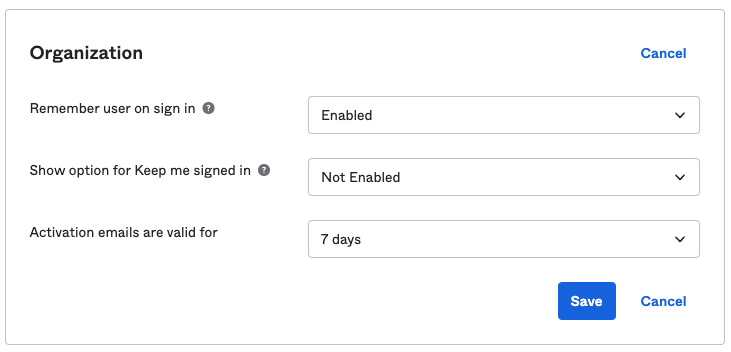 Organization
Cancel
Remember user on sign in ?
Enabled
Show option for Keep me signed in ?
Not Enabled
Activation emails are valid for
7 days
Save
Cancel